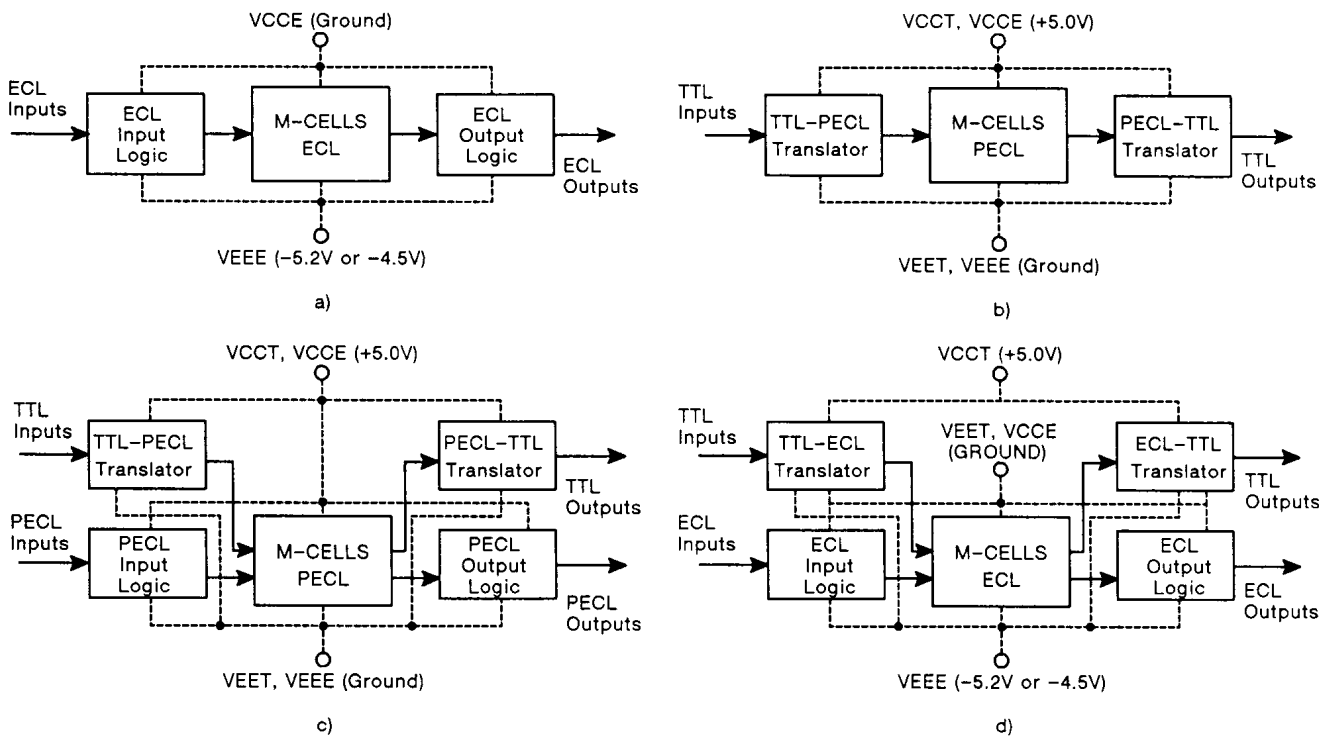 VCCE (Ground)
ECL
Inputs
ECL
Input
Logic
M-CELLS
ECL
ECL
Output
Logic
ECL
Outputs
VEEE (-5.2V or -4.5V)
a)
VCCT, VCCE (+5.0V)
TTL
Inputs
TTL-PECL
Translator
M-CELLS
PECL
PECL-TTL
Translator
TTL
Outputs
VEET, VEEE (Ground)
b)
VCCT, VCCE (+5.0V)
TTL
Inputs
TTL-PECL
Translator
PECL-TTL
Translator
TTL
Outputs
PECL
Inputs
PECL
Input
Logic
M-CELLS
PECL
PECL
Output
Logic
PECL
Outputs
VEET, VEEE (Ground)
c)
VCCT (+5.0V)
TTL
Inputs
TTL-ECL
Translator
VEET, VCCE
(GROUND)
ECL-TTL
Translator
TTL
Outputs
ECL
Inputs
ECL
Input
Logic
M-CELLS
ECL
ECL
Output
Logic
ECL
Outputs
VEEE (-5.2V or -4.5V)
d)